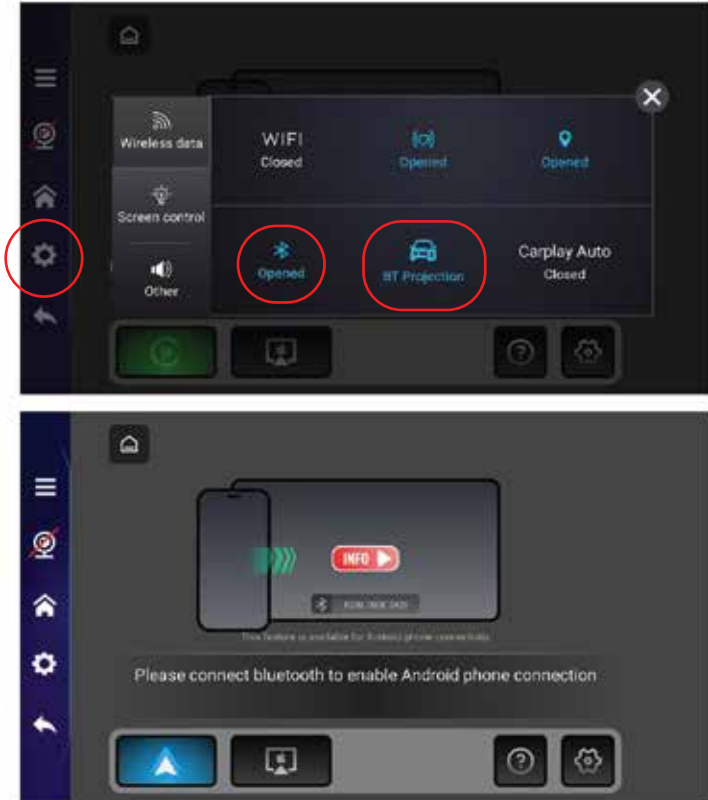 Wireless data
WIFI
Closed
Opened
Opened
Screen control
Opened
BT Projection
Carplay Auto
Closed
Other
INFO
This feature is available for Android phone connections
Please connect bluetooth to enable Android phone connection